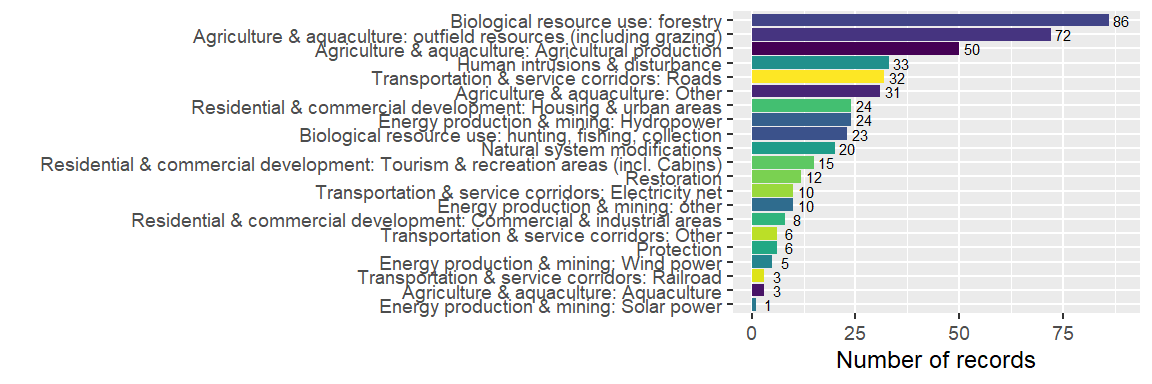 Biological resource use: forestry 86
Agriculture & aquaculture: outfield resources (including grazing) 72
Agriculture & aquaculture: Agricultural production 50
Human intrusions & disturbance 33
Transportation & service corridors: Roads 32
Agriculture & aquaculture: Other 31
Residential & commercial development: Housing & urban areas 24
Energy production & mining: Hydropower 24
Biological resource use: hunting, fishing, collection 23
Natural system modifications 20
Residential & commercial development: Tourism & recreation areas (incl. Cabins) 15
Restoration 12
Transportation & service corridors: Electricity net 10
Energy production & mining: other 10
Residential & commercial development: Commercial & industrial areas 8
Transportation & service corridors: Other 6
Protection 6
Energy production & mining: Wind power 5
Transportation & service corridors: Railroad 3
Agriculture & aquaculture: Aquaculture 3
Energy production & mining: Solar power 1
0 25 50 75
Number of records